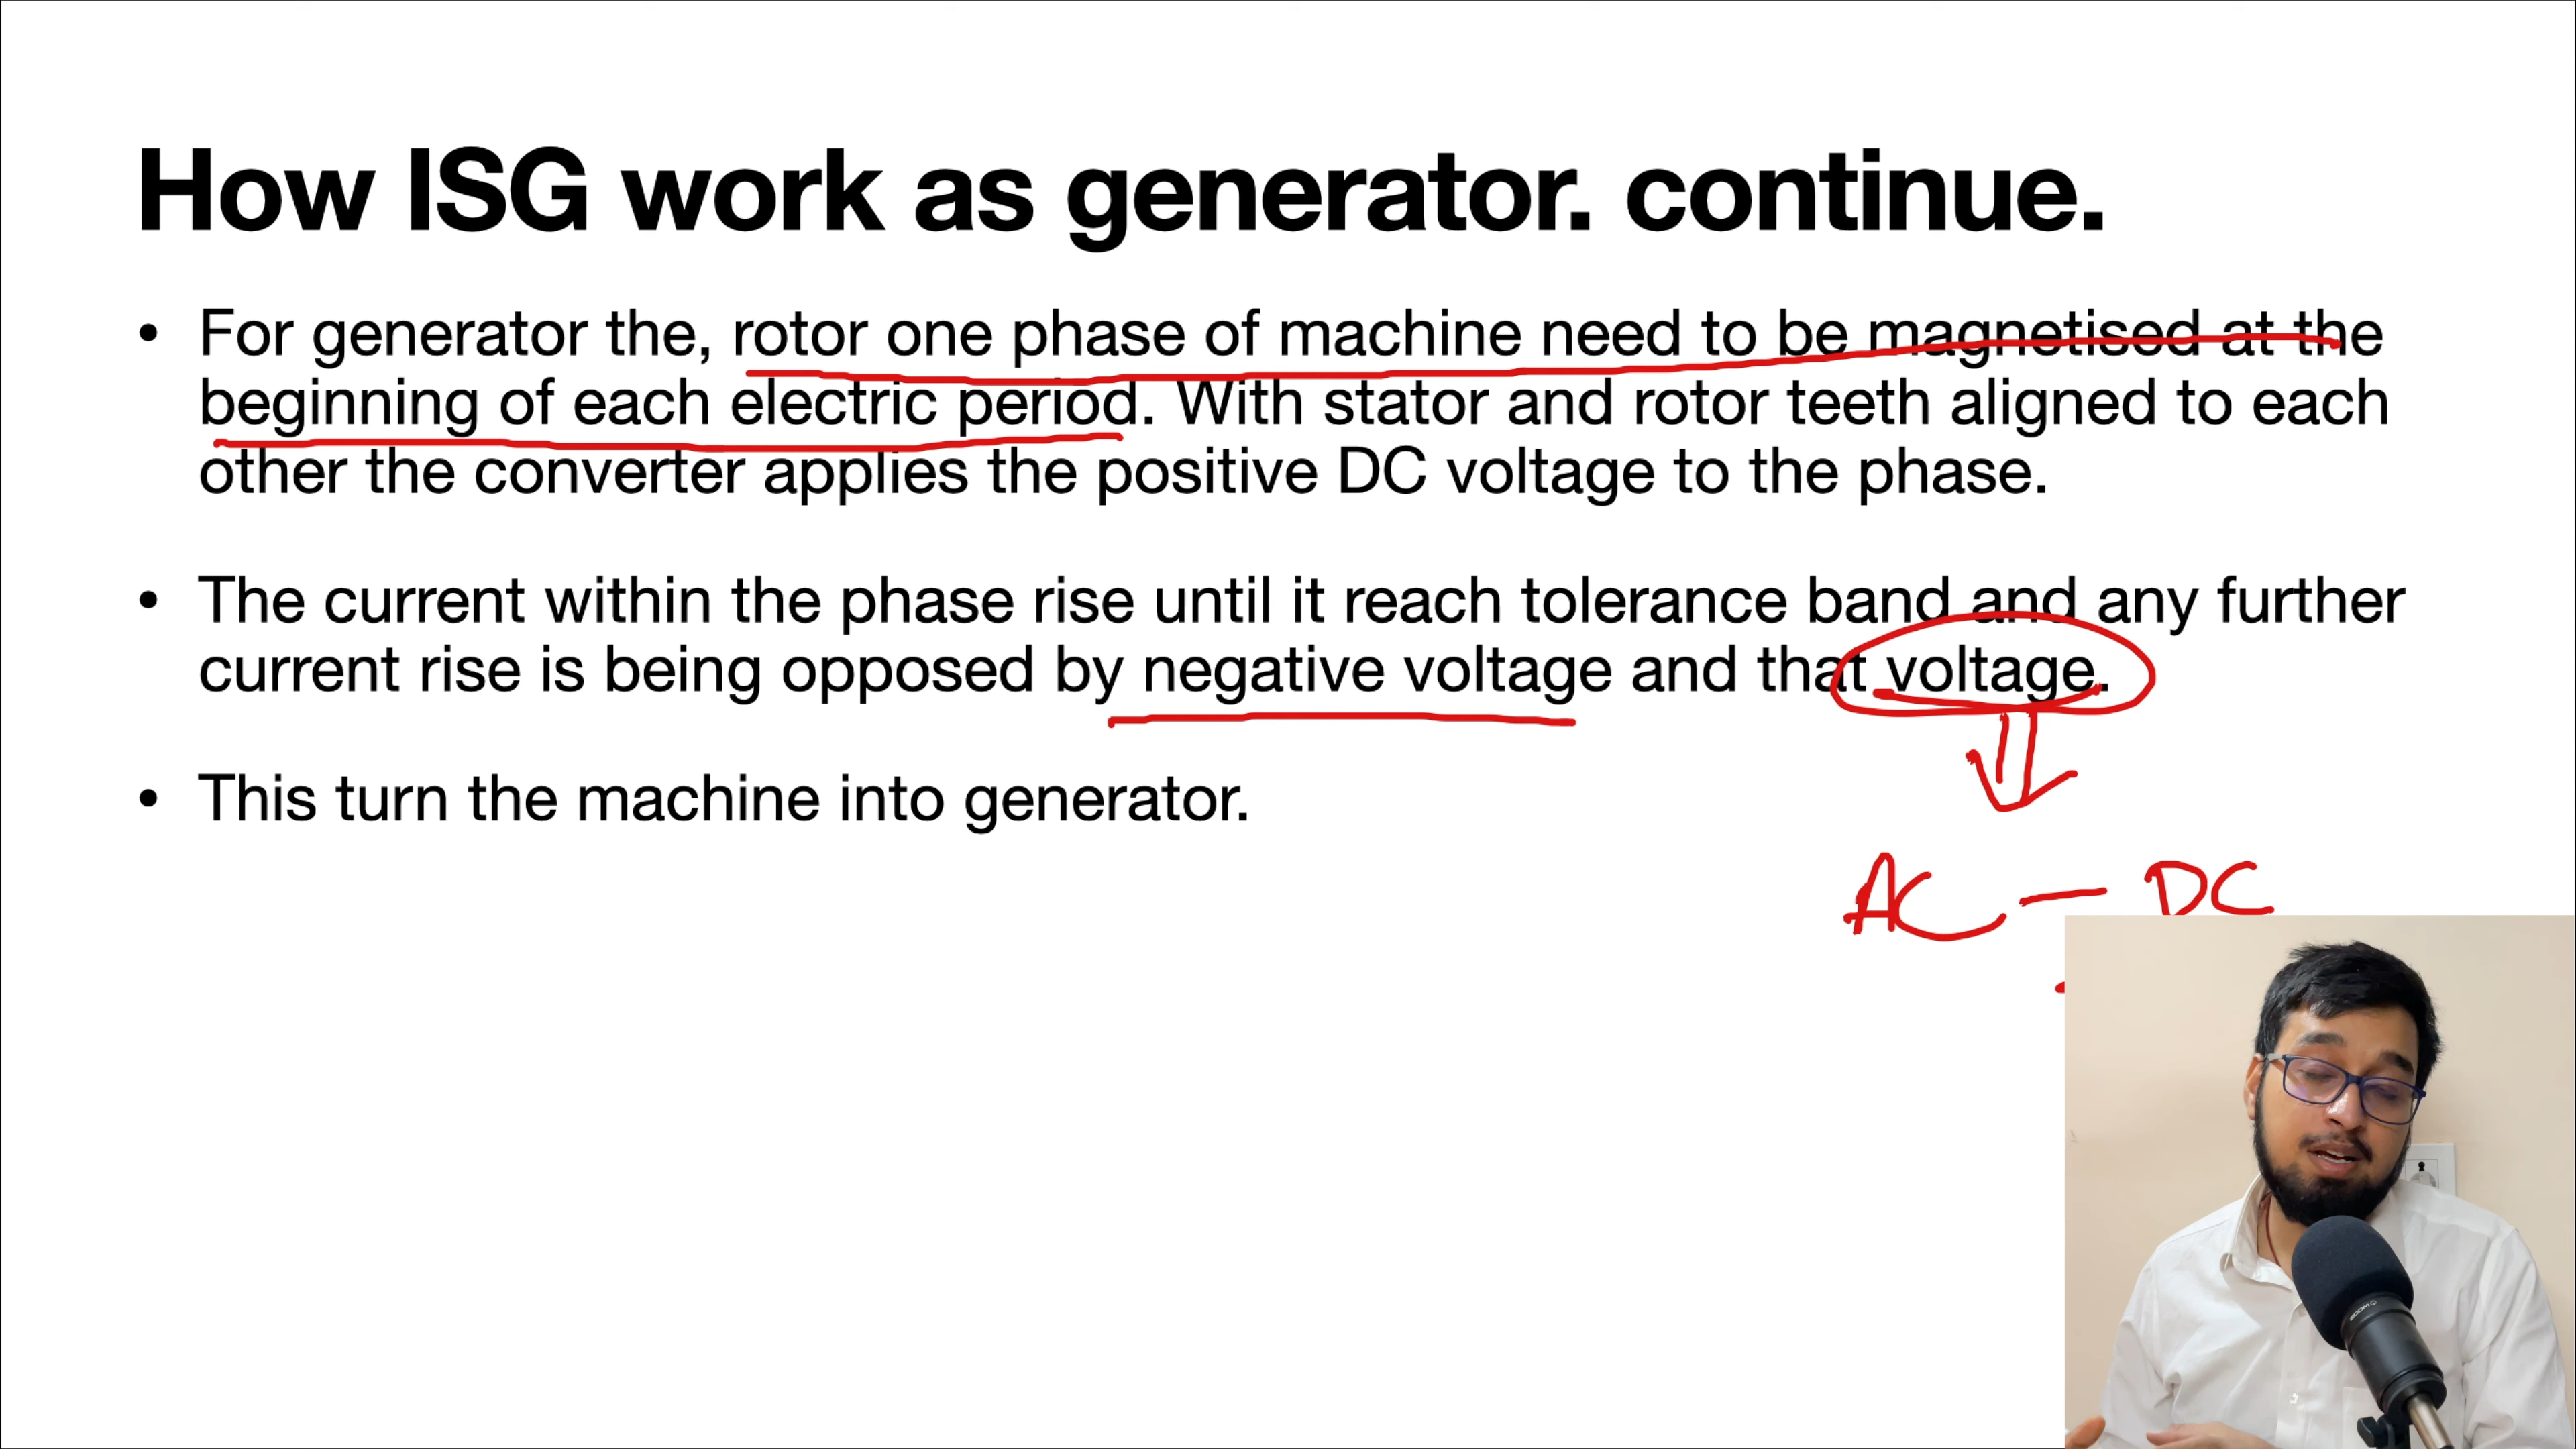 How ISG work as generator. continue.
• For generator the, rotor one phase of machine need to be magnetised at the
beginning of each electric period. With stator and rotor teeth aligned to each
other the converter applies the positive DC voltage to the phase.
• The current within the phase rise until it reach tolerance band and any further
current rise is being opposed by negative voltage and that voltage.
• This turn the machine into generator.
AC — DC